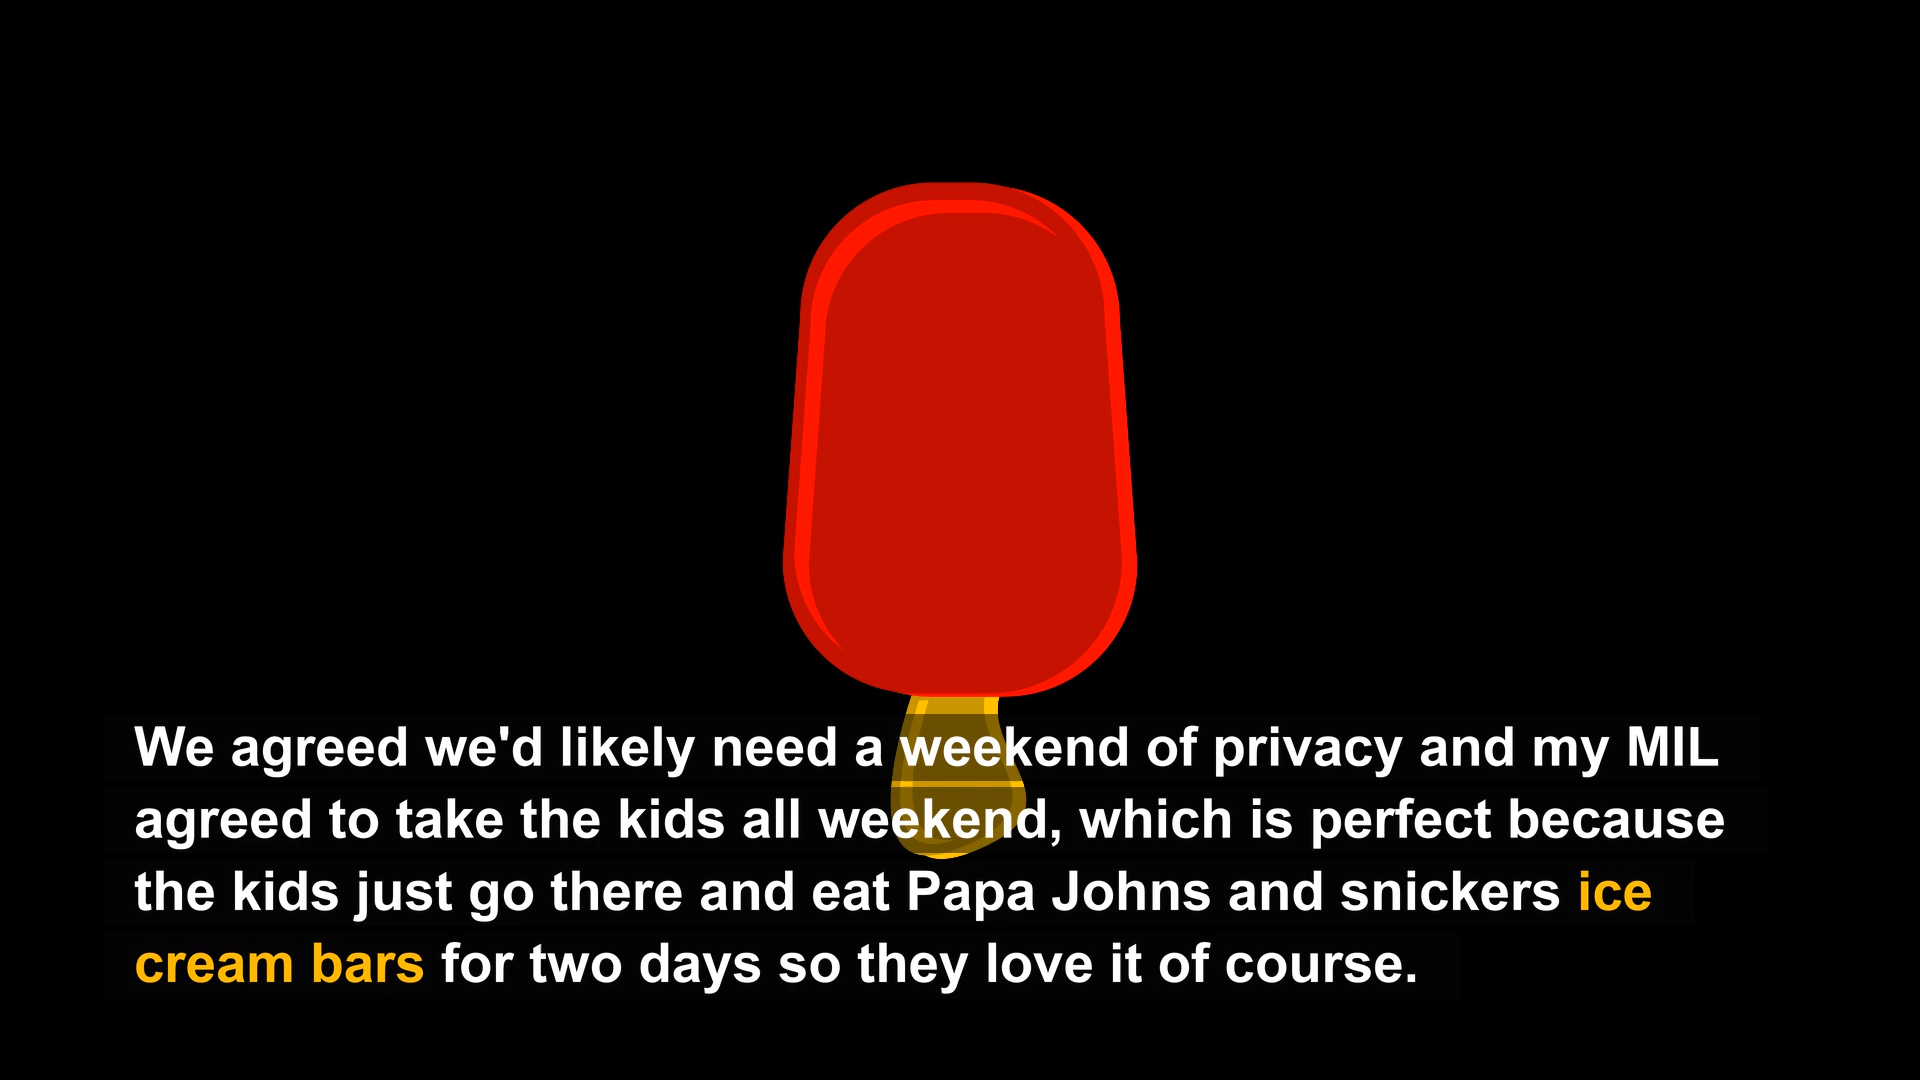 We agreed we'd likely need a weekend of privacy and my MIL
agreed to take the kids all weekend, which is perfect because
the kids just go there and eat Papa Johns and snickers ice
cream bars for two days so they love it of course.